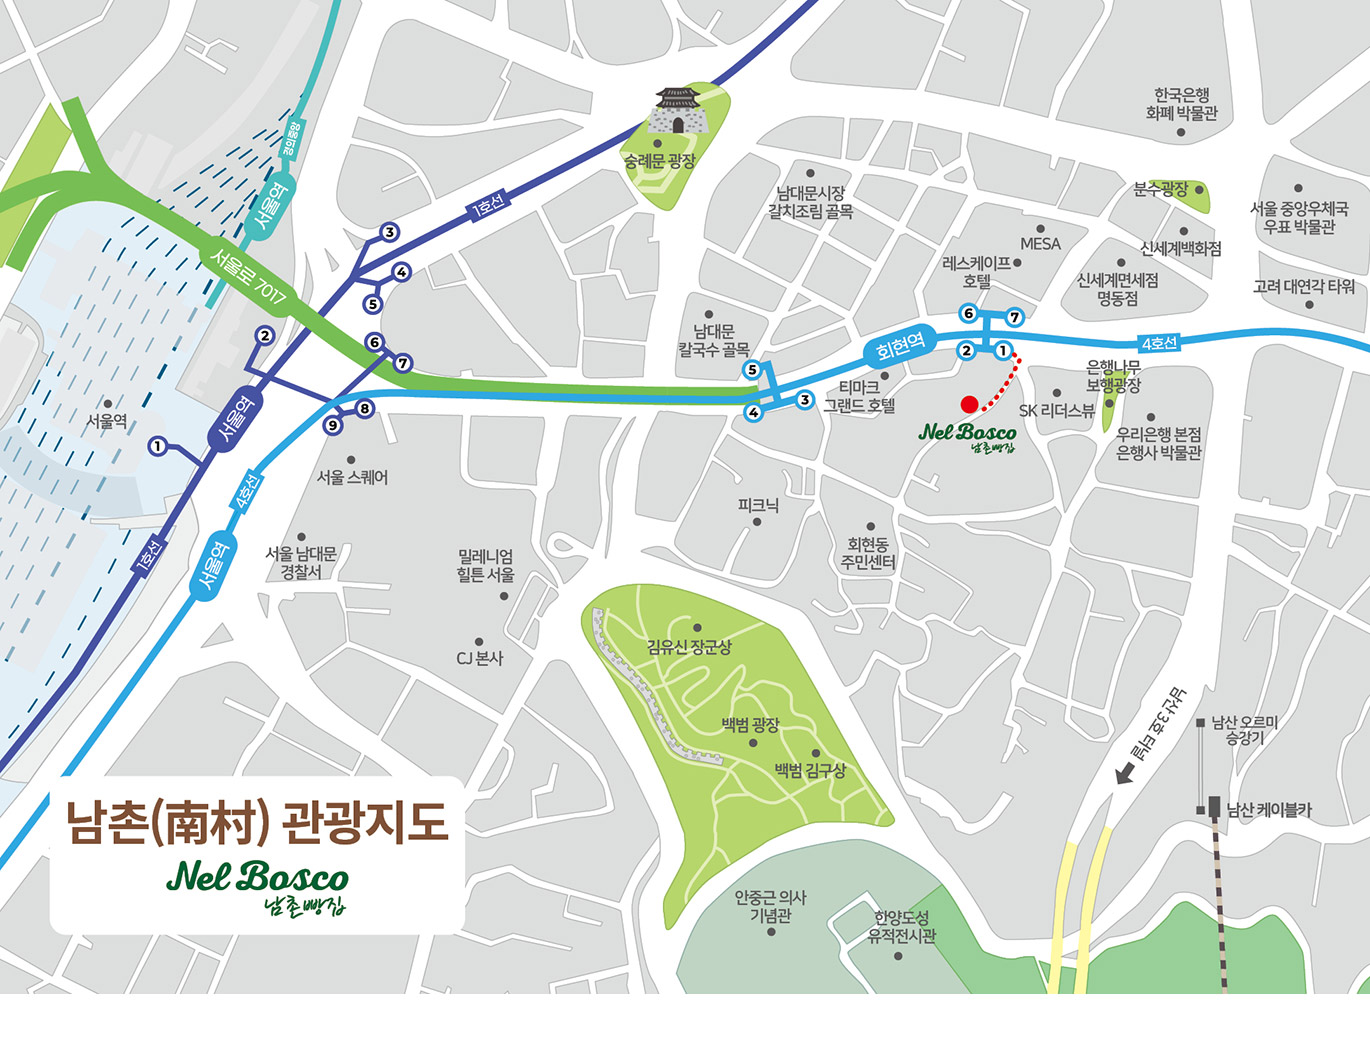 한국은행
화폐 박물관
경의중앙
숭례문 광장
서울역
1호선
남대문시장
갈치조림 골목
분수광장
서울 중앙우체국
우표 박물관
3
MESA
신세계백화점
레스케이프
호텔
신세계면세점
명동점
고려 대연각 타워
서울로 7017
4
5
남대문
칼국수 골목
6
7
회현역
4호선
2
6
7
2
1
5
티마크
그랜드 호텔
은행나무
보행광장
4
3
SK 리더스뷰
Nel Bosco
남촌빵집
우리은행 본점
은행사 박물관
서울역
서울역
8
9
1
서울 스퀘어
4호선
피크닉
1호선
서울역
서울 남대문
경찰서
밀레니엄
힐튼 서울
회현동
주민센터
CJ 본사
김유신 장군상
백범 광장
백범 김구상
남산 3호 터널
남산 오르미
승강기
남산 케이블카
남촌(南村) 관광지도
Nel Bosco
남촌빵집
안중근 의사
기념관
한양도성
유적전시관